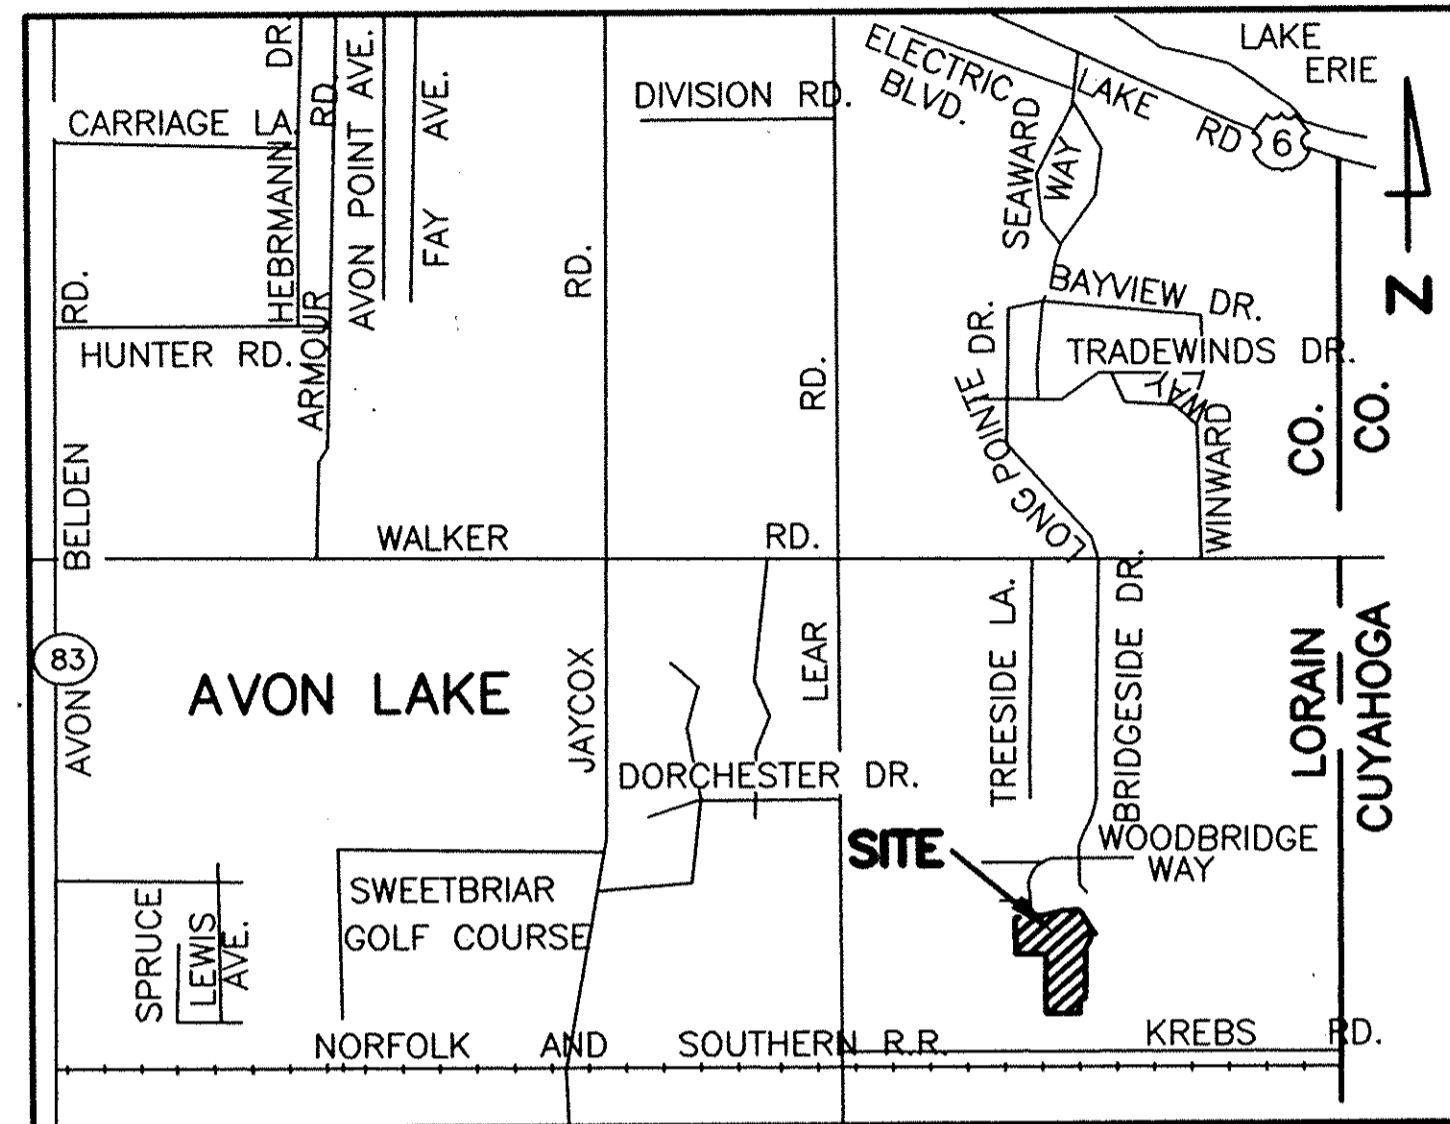 LAKE
ERIE
HEBRMANN DR.
ARMOUR RD
AVON POINT AVE.
FAY AVE.
CARRIAGE LA.
DIVISION RD.
ELECTRIC
BLVD.
LAKE RD
6
SEAWARD
WAY
N
HUNTER RD.
BAYVIEW DR.
TRADEWINDS DR.
WAY
WINWARD
LONG POINTE DR.
AVON BELDEN RD.
JAYCOX RD.
LEAR RD.
WALKER RD.
83
AVON LAKE
TREESIDE LA.
BRIDGESIDE DR.
LORAIN CO.
CUYAHOGA CO.
DORCHESTER DR.
WOODBRIDGE
WAY
SITE
SWEETBRIAR
GOLF COURSE
SPRUCE
LEWIS
AVE.
NORFOLK AND SOUTHERN R.R.
KREBS RD.